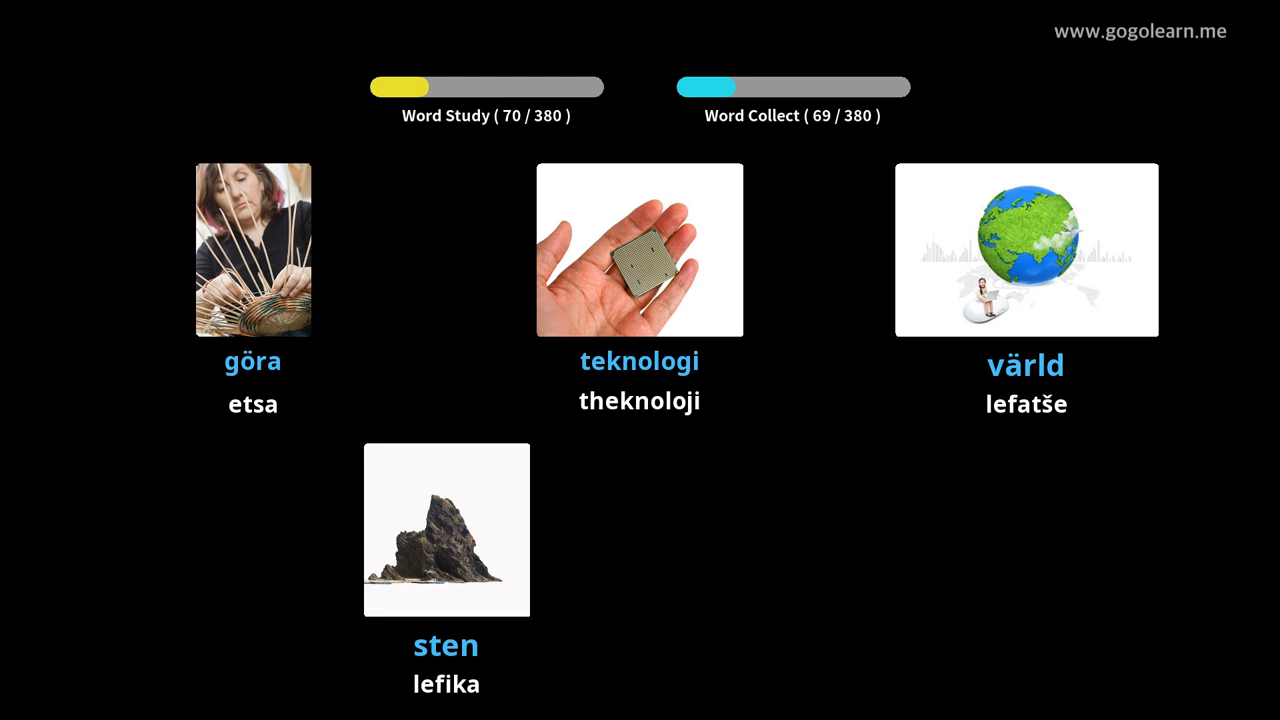 www.gogolearn.me
Word Study ( 70 / 380 )
Word Collect ( 69 / 380 )
göra
etsa
teknologi
theknoloji
värld
lefatše
sten
lefika